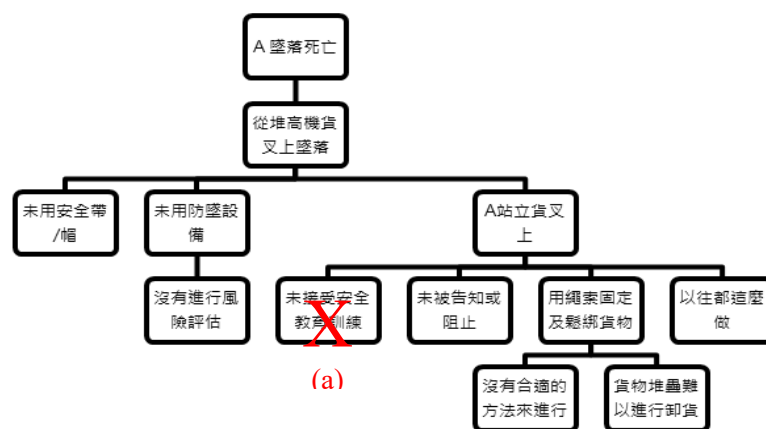 A 墜落死亡
從堆高機貨
叉上墜落
未用安全帶
/帽
未用防墜設
備
A站立貨叉
上
沒有進行風
險評估
未接受安全
教育訓練
未被告知或
阻止
用繩索固定
及鬆綁貨物
以往都這麼
做
X
(a)
沒有合適的
方法來進行
貨物堆疊難
以進行卸貨